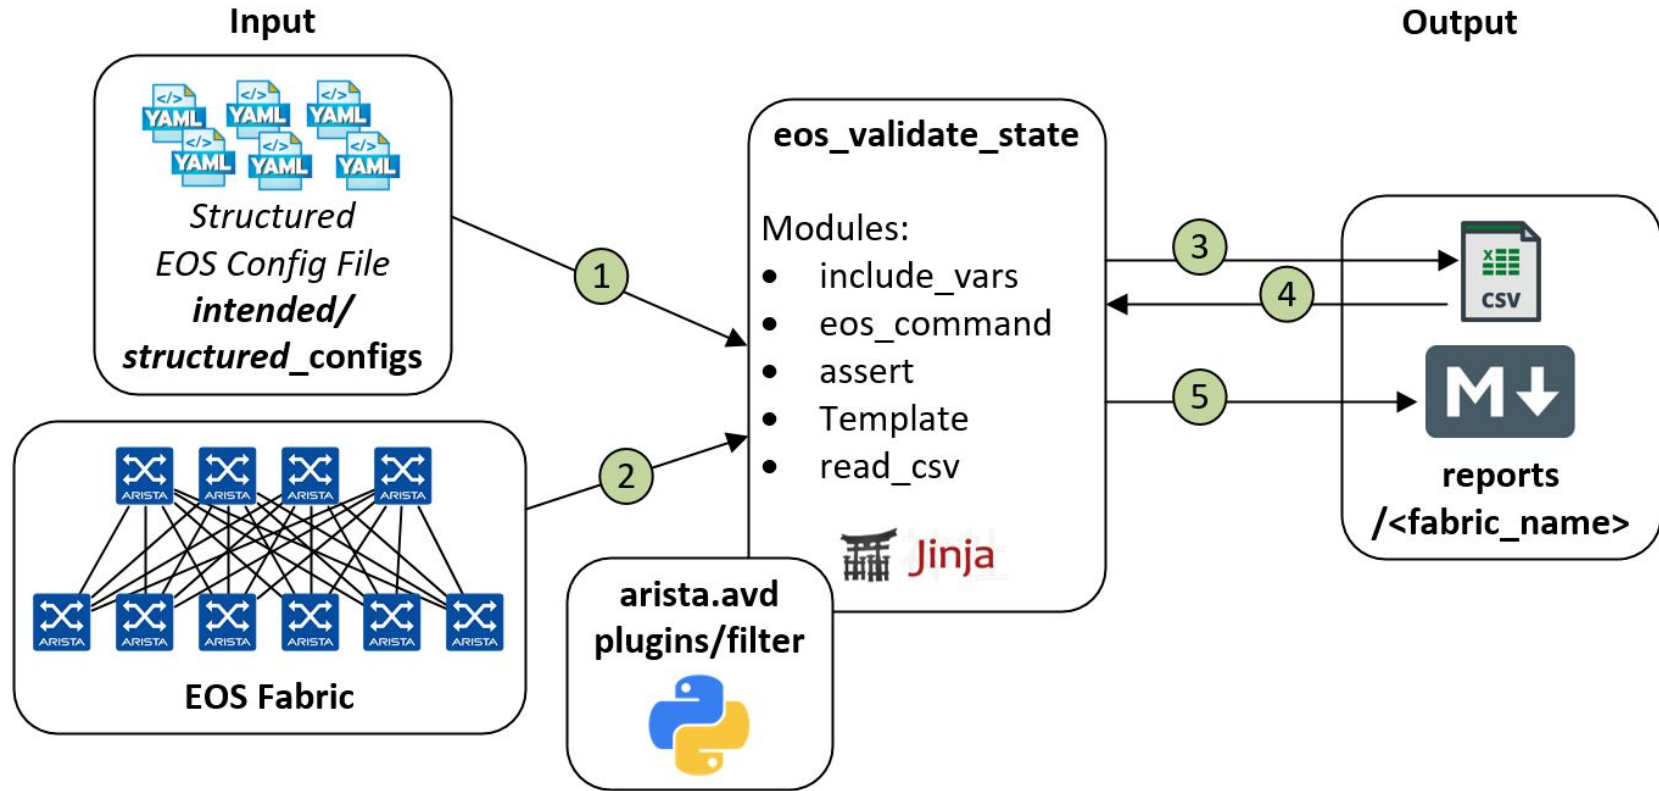 Input
Output
</> </> </>
YAML YAML YAML
</> </> </>
YAML YAML YAML
Structured
EOS Config File
intended/
structured_configs
ARISTA ARISTA ARISTA ARISTA
ARISTA ARISTA ARISTA ARISTA ARISTA ARISTA
EOS Fabric
1
2
eos_validate_state
Modules:
• include_vars
• eos_command
• assert
• Template
• read_csv
Jinja
arista.avd
plugins/filter
3
4
5
X
CSV
M
reports
/<fabric_name>